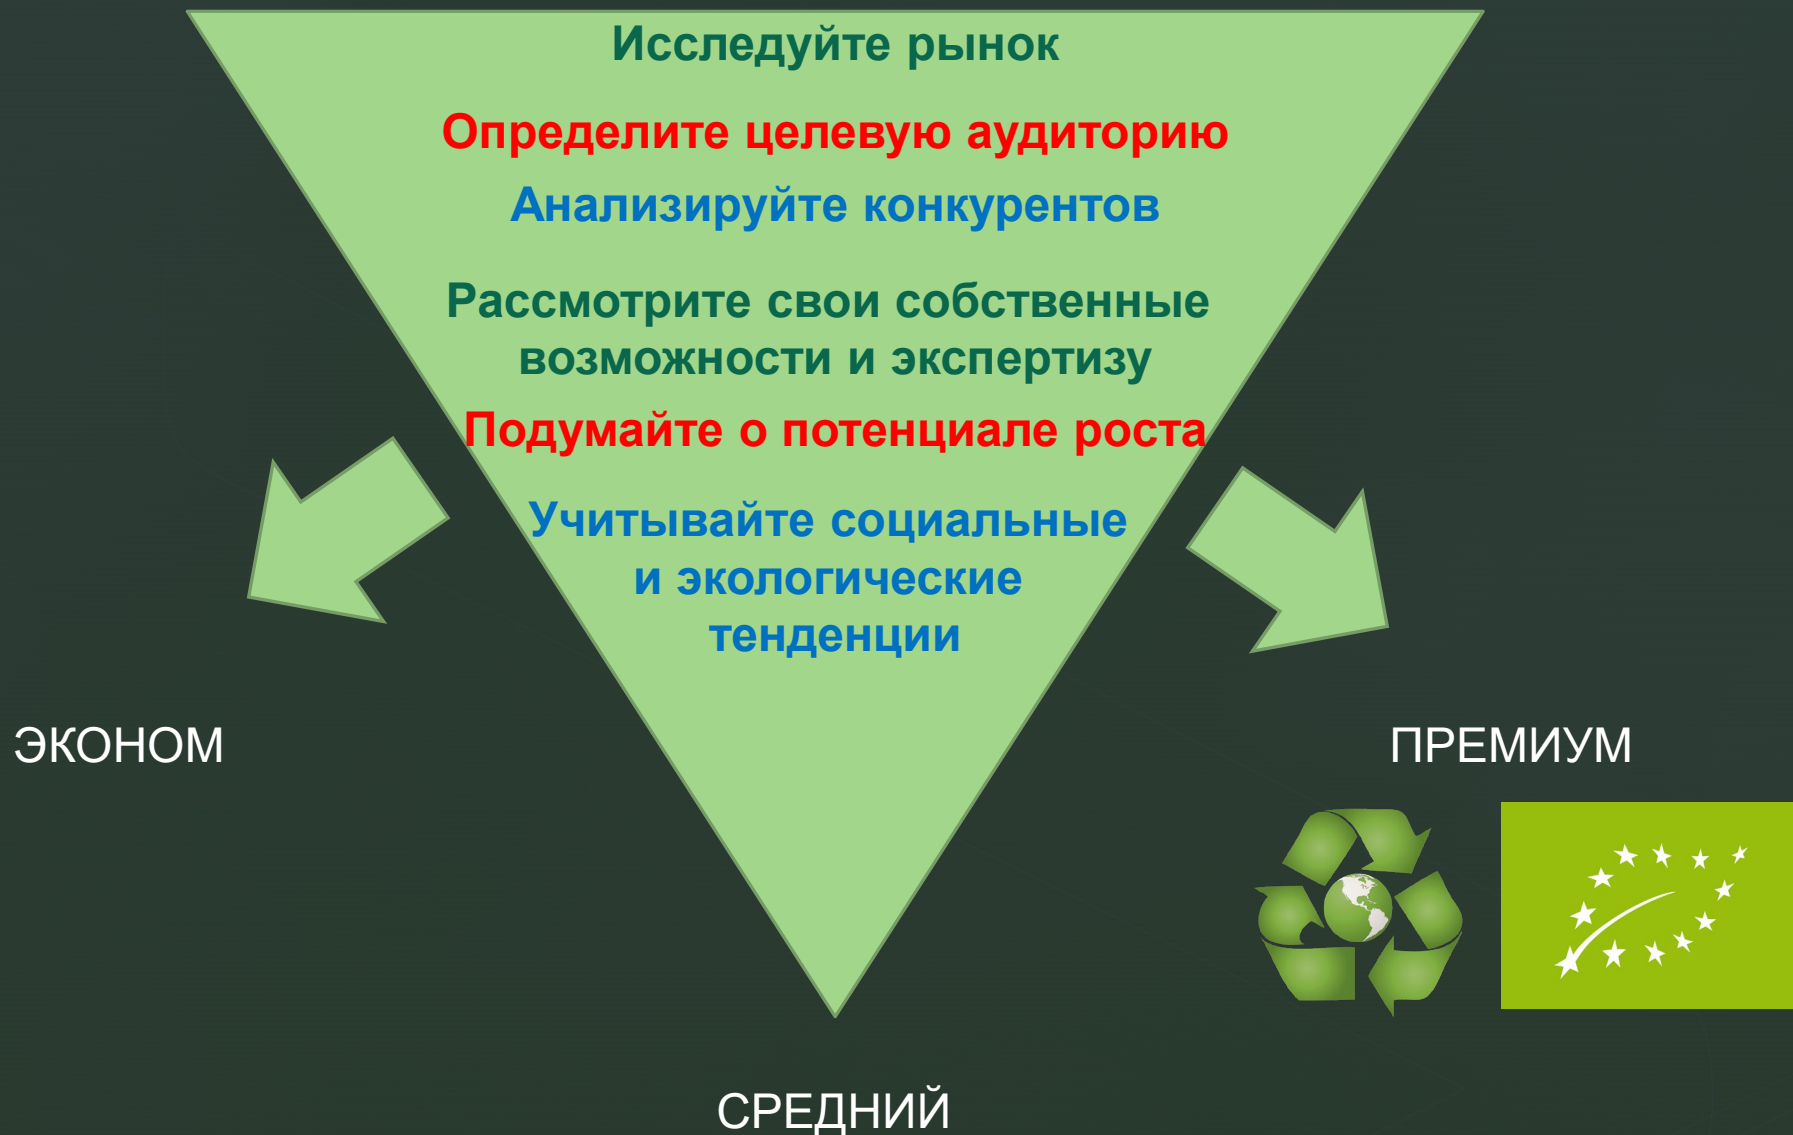 Исследуйте рынок
Определите целевую аудиторию
Анализируйте конкурентов
Рассмотрите свои собственные
возможности и экспертизу
Подумайте о потенциале роста
Учитывайте социальные
и экологические
тенденции
ЭКОНОМ
ПРЕМИУМ
СРЕДНИЙ